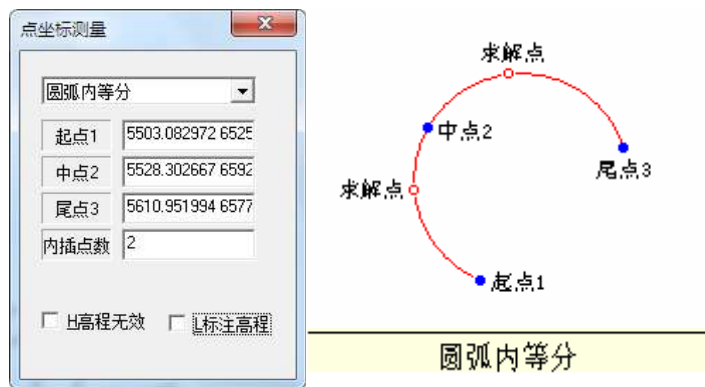 点坐标测量
圆弧内等分
起点1
5503.082972 6525
中点2
5528.302667 6592
尾点3
5610.951994 6577
内插点数
2
H高程无效
L标注高程
求解点
中点2
尾点3
求解点
起点1
圆弧内等分